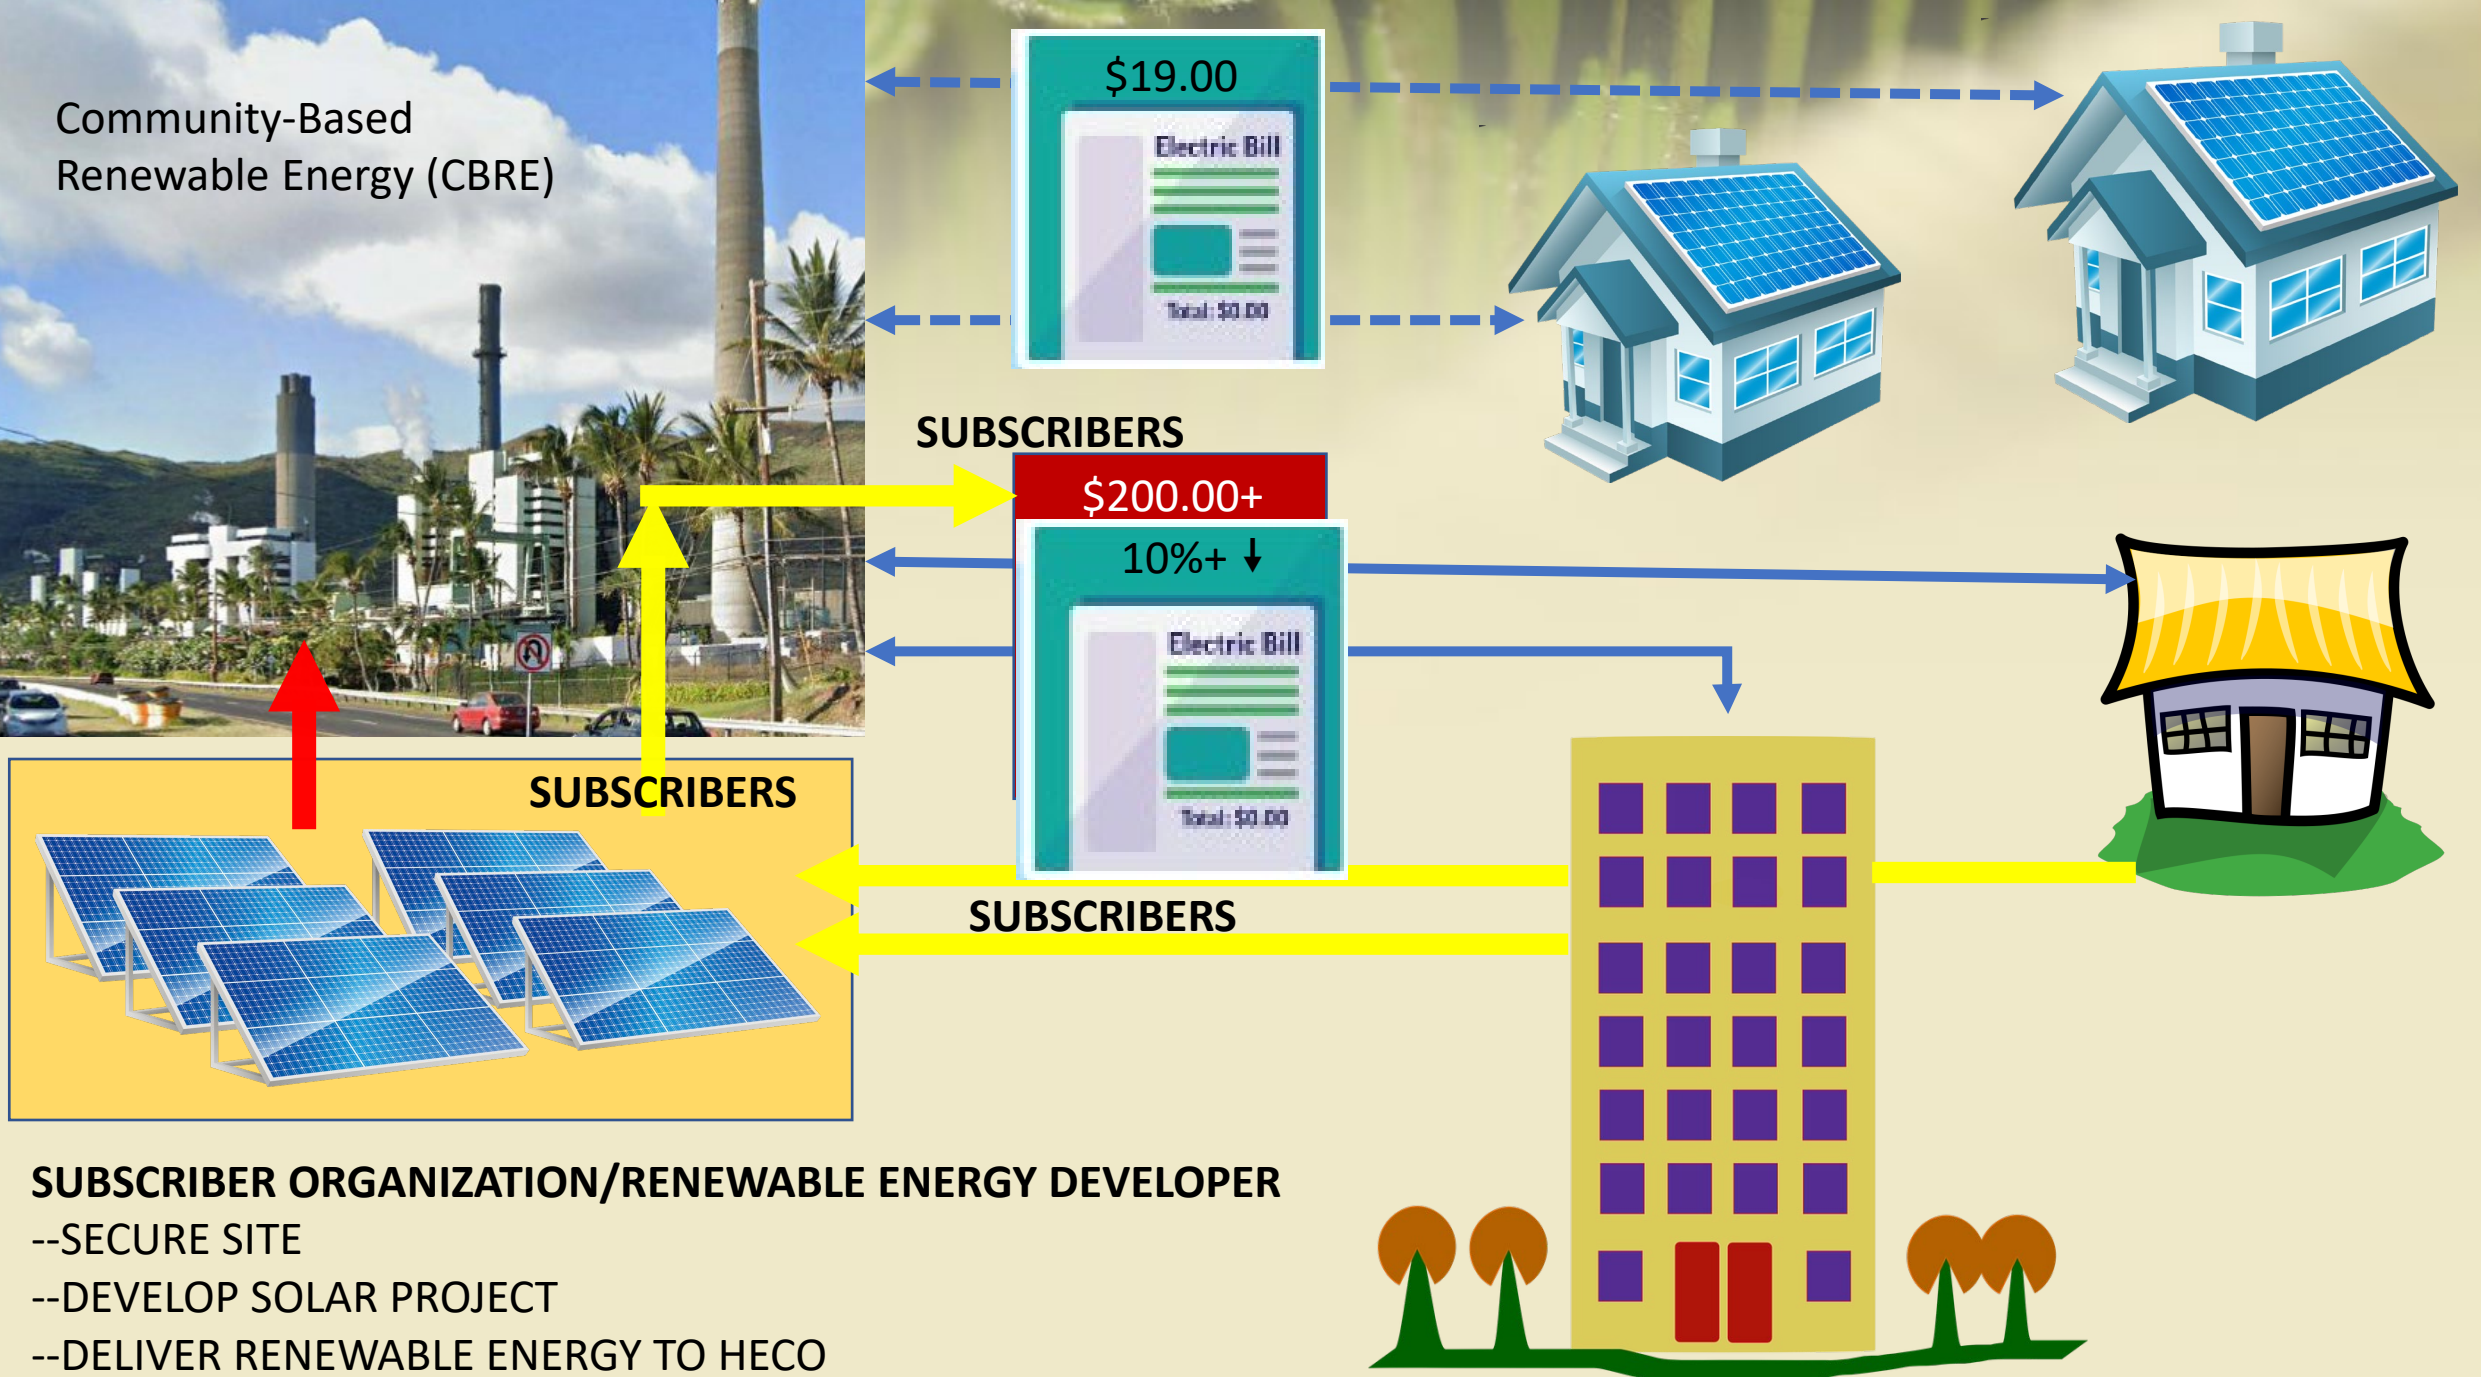 Community-Based
Renewable Energy (CBRE)
$19.00
Electric Bill
Total: $0.00
SUBSCRIBERS
$200.00+
10%+ ↓
Electric Bill
Total: $0.00
SUBSCRIBERS
SUBSCRIBERS
SUBSCRIBER ORGANIZATION/RENEWABLE ENERGY DEVELOPER
--SECURE SITE
--DEVELOP SOLAR PROJECT
--DELIVER RENEWABLE ENERGY TO HECO